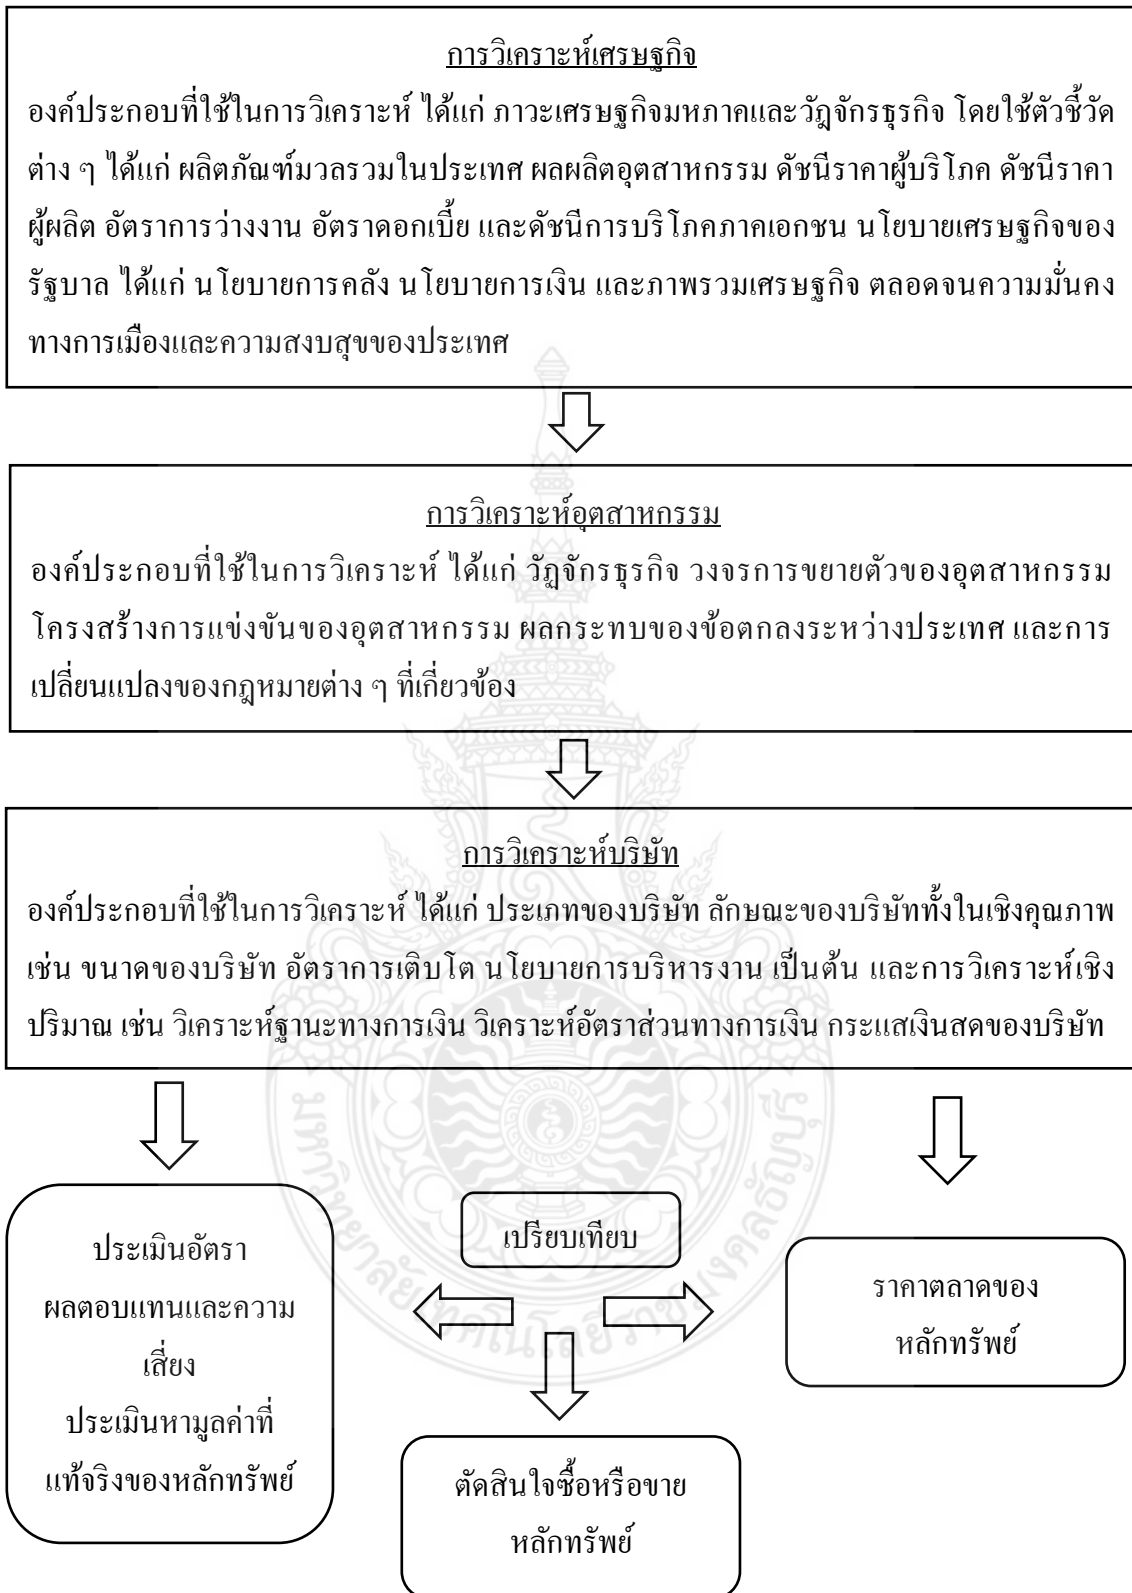 การวิเคราะห์เศรษฐกิจ
องค์ประกอบที่ใช้ในการวิเคราะห์ ได้แก่ ภาวะเศรษฐกิจมหภาคและวัฎจักรธุรกิจ โดยใช้ตัวชี้วัด
ต่าง ๆ ได้แก่ ผลิตภัณฑ์มวลรวมในประเทศ ผลผลิตอุตสาหกรรม ดัชนีราคาผู้บริโภค ดัชนีราคา
ผู้ผลิต อัตราการว่างงาน อัตราดอกเบี้ย และดัชนีการบริโภคภาคเอกชน นโยบายเศรษฐกิจของ
รัฐบาล ได้แก่ นโยบายการคลัง นโยบายการเงิน และภาพรวมเศรษฐกิจ ตลอดจนความมั่นคง
ทางการเมืองและความสงบสุขของประเทศ
การวิเคราะห์อุตสาหกรรม
องค์ประกอบที่ใช้ในการวิเคราะห์ ได้แก่ วัฏจักรธุรกิจ วงจรการขยายตัวของอุตสาหกรรม
โครงสร้างการแข่งขันของอุตสาหกรรม ผลกระทบของข้อตกลงระหว่างประเทศ และการ
เปลี่ยนแปลงของกฎหมายต่าง ๆ ที่เกี่ยวข้อง
การวิเคราะห์บริษัท
องค์ประกอบที่ใช้ในการวิเคราะห์ ได้แก่ ประเภทของบริษัท ลักษณะของบริษัททั้งในเชิงคุณภาพ
เช่น ขนาดของบริษัท อัตราการเติบโต นโยบายการบริหารงาน เป็นต้น และการวิเคราะห์เชิง
ปริมาณ เช่น วิเคราะห์ฐานะทางการเงิน วิเคราะห์อัตราส่วนทางการเงิน กระแสเงินสดของบริษัท
ประเมินอัตรา
ผลตอบแทนและความ
เสี่ยง
ประเมินหามูลค่าที่
แท้จริงของหลักทรัพย์
เปรียบเทียบ
ราคาตลาดของ
หลักทรัพย์
ตัดสินใจซื้อหรือขาย
หลักทรัพย์
มหาวิทยาลัยเทคโนโลยีราชมงคลธัญบุรี